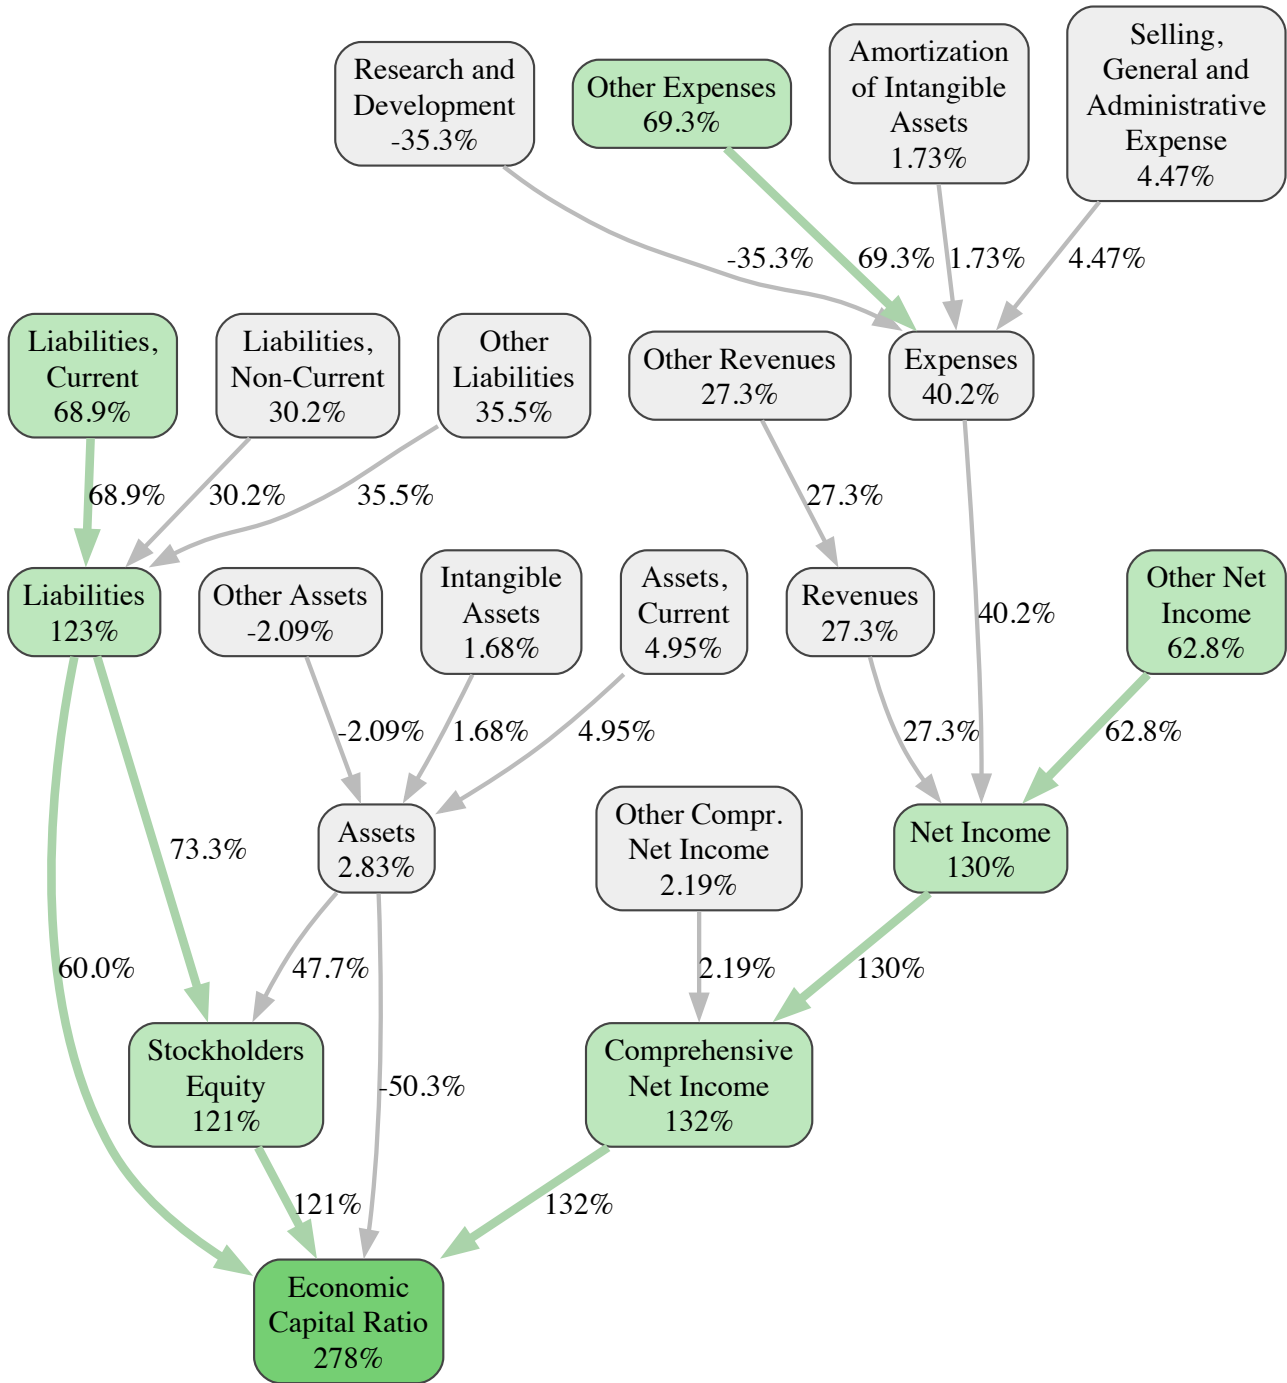 Research and
Development
-35.3%
Other Expenses
69.3%
Amortization
of Intangible
Assets
1.73%
Selling,
General and
Administrative
Expense
4.47%
-35.3%
69.3%
1.73%
4.47%
Liabilities,
Current
68.9%
Liabilities,
Non-Current
30.2%
Other
Liabilities
35.5%
Other Revenues
27.3%
Expenses
40.2%
68.9%
30.2%
35.5%
27.3%
Liabilities
123%
Other Assets
-2.09%
Intangible
Assets
1.68%
Assets,
Current
4.95%
Revenues
27.3%
40.2%
Other Net
Income
62.8%
-2.09%
1.68%
4.95%
27.3%
62.8%
73.3%
Assets
2.83%
Other Compr.
Net Income
2.19%
Net Income
130%
60.0%
47.7%
2.19%
130%
Stockholders
Equity
121%
-50.3%
Comprehensive
Net Income
132%
121%
132%
Economic
Capital Ratio
278%